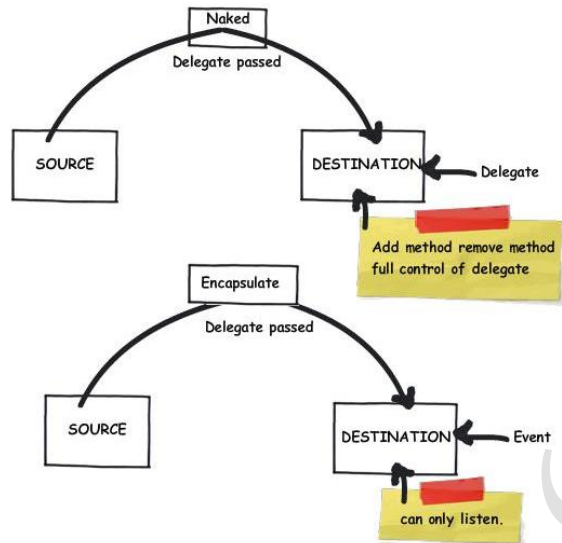 Naked
Delegate passed
SOURCE
DESTINATION
Delegate
Add method remove method
full control of delegate
Encapsulate
Delegate passed
SOURCE
DESTINATION
Event
can only listen.